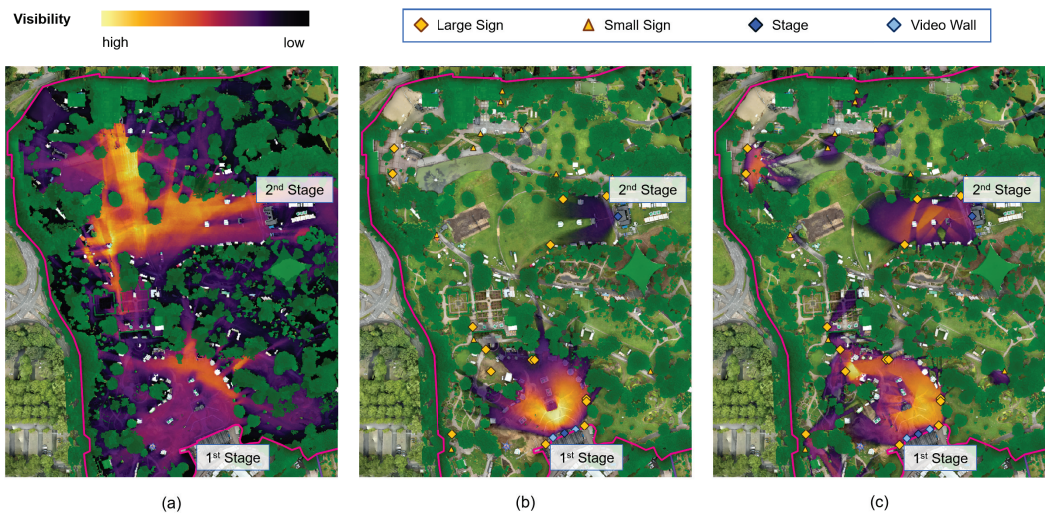 Visibility
high low
Large Sign Small Sign Stage Video Wall
2nd Stage
1st Stage
2nd Stage
1st Stage
2nd Stage
1st Stage
(a) (b) (c)